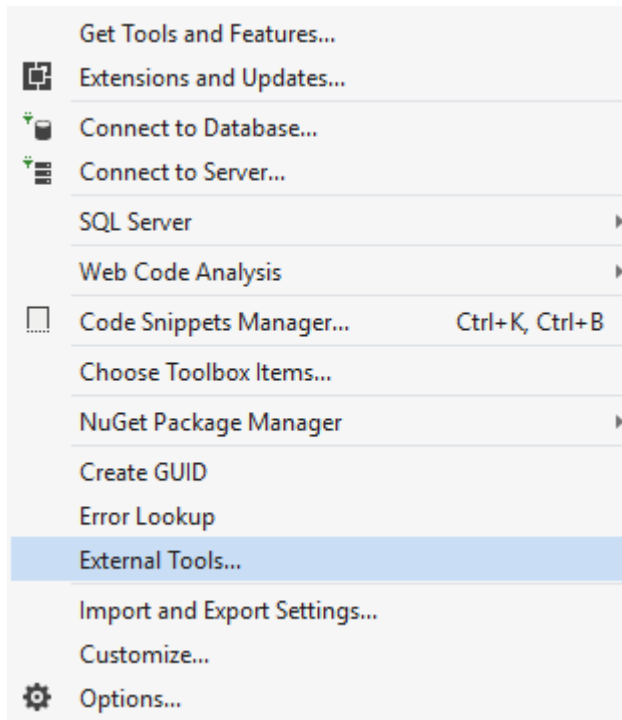 Get Tools and Features...
Extensions and Updates...
Connect to Database...
Connect to Server...
SQL Server
Web Code Analysis
Code Snippets Manager... Ctrl+K, Ctrl+B
Choose Toolbox Items...
NuGet Package Manager
Create GUID
Error Lookup
External Tools...
Import and Export Settings...
Customize...
Options...